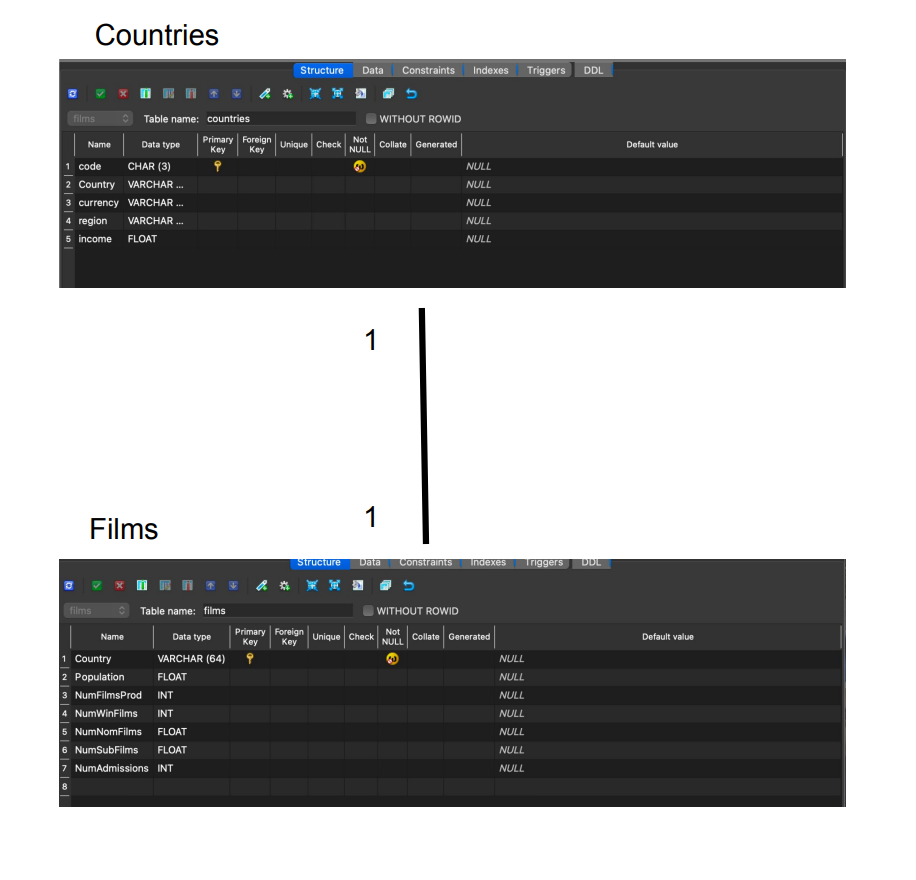 Countries
Structure Data Constraints Indexes Triggers DDL
films Table name: countries WITHOUT ROWID
Name Data type Primary Key Foreign Key Unique Check Not NULL Collate Generated Default value
1 code CHAR (3) NULL
2 Country VARCHAR ... NULL
3 currency VARCHAR ... NULL
4 region VARCHAR ... NULL
5 income FLOAT NULL
1
1
Films
Structure Data Constraints Indexes Triggers DDL
films Table name: films WITHOUT ROWID
Name Data type Primary Key Foreign Key Unique Check Not NULL Collate Generated Default value
1 Country VARCHAR (64) NULL
2 Population FLOAT NULL
3 NumFilmsProd INT NULL
4 NumWinFilms INT NULL
5 NumNomFilms FLOAT NULL
6 NumSubFilms FLOAT NULL
7 NumAdmissions INT NULL
8